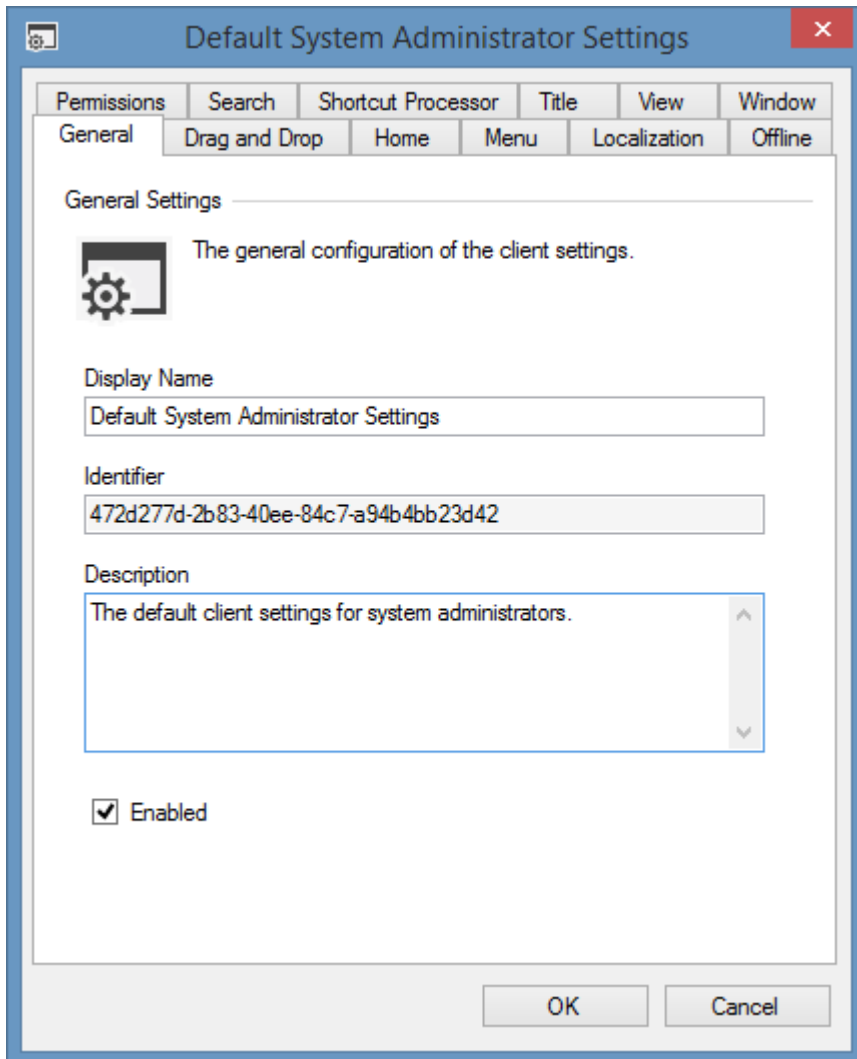 Default System Administrator Settings
Permissions Search Shortcut Processor Title View Window
General Drag and Drop Home Menu Localization Offline
General Settings
The general configuration of the client settings.
Display Name
Default System Administrator Settings
Identifier
472d277d-2b83-40ee-84c7-a94b4bb23d42
Description
The default client settings for system administrators.
Enabled
OK Cancel